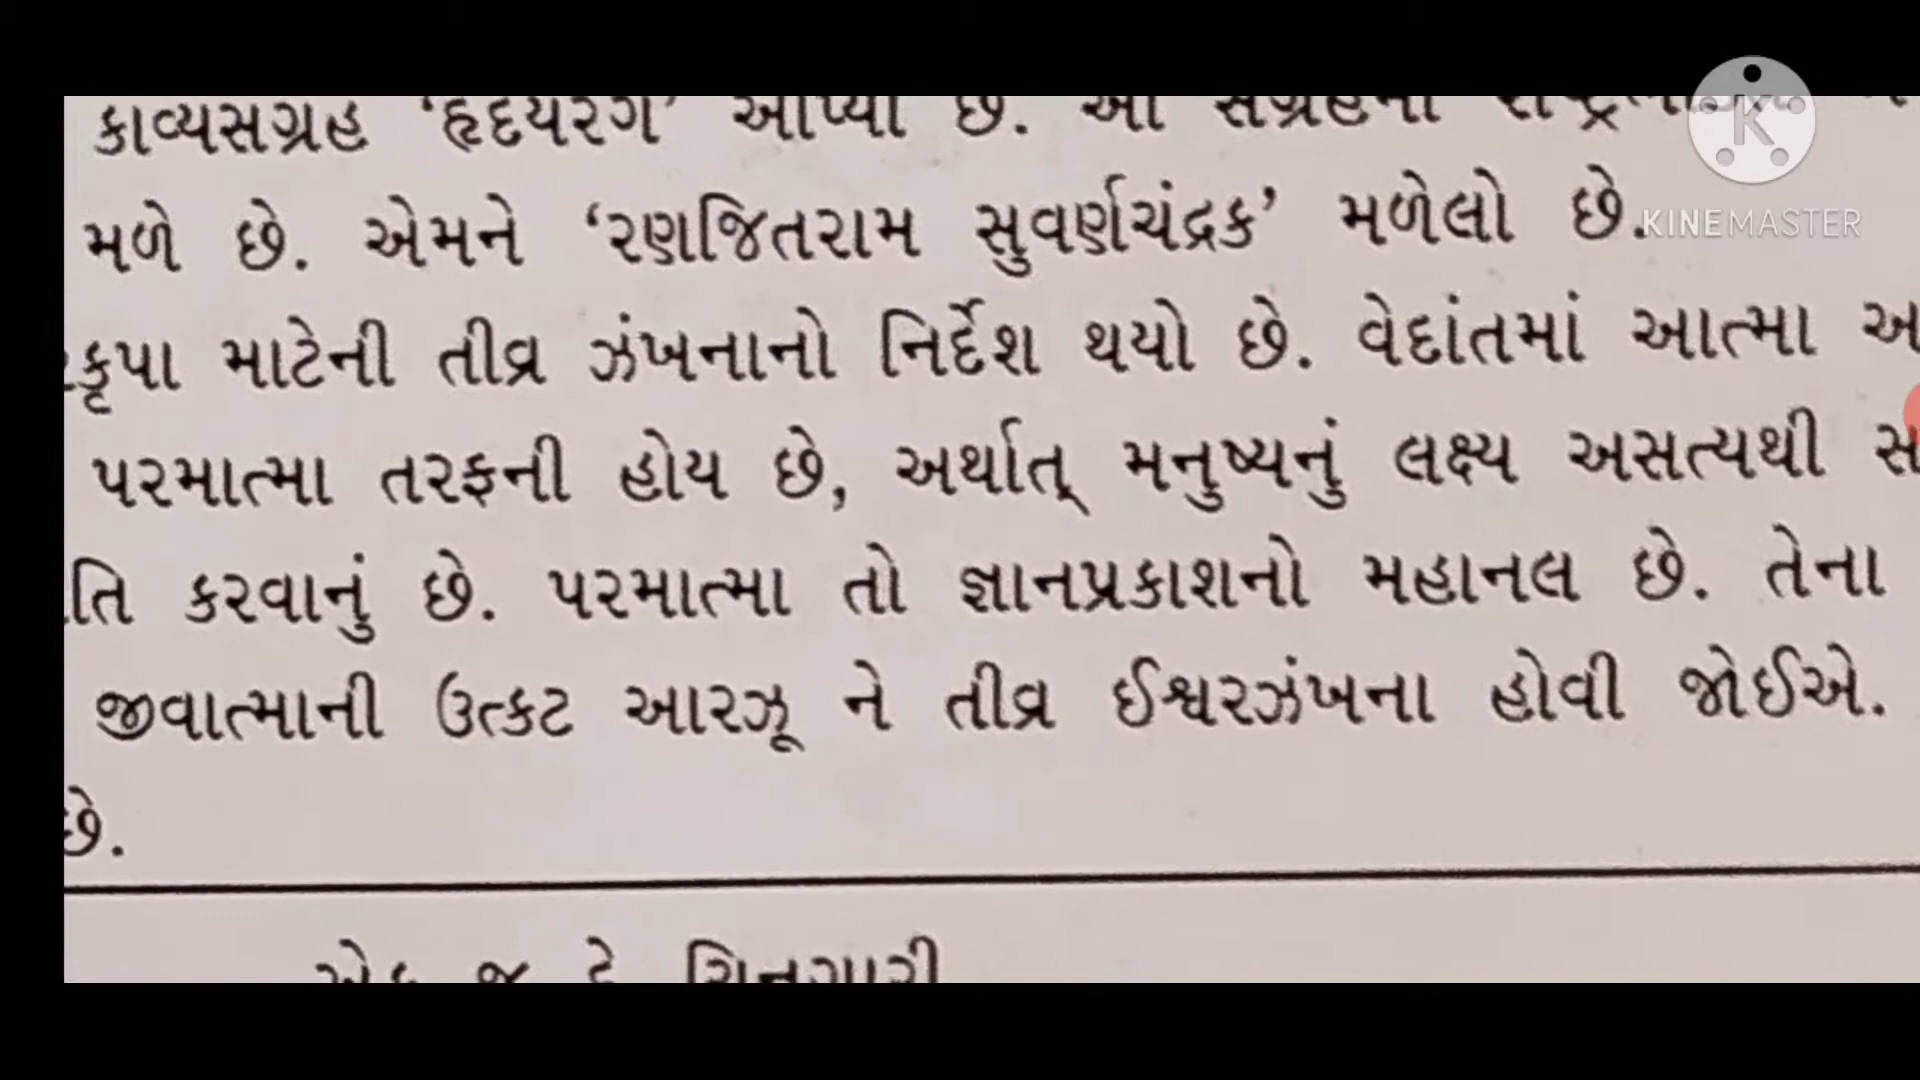 કાવ્યસંગ્રહ ‘હૃદયરંગ’ આપ્યો છે. આ સંગ્રહનાં
મળે છે. એમને ‘રણજિતરામ સુવર્ણચંદ્રક’ મળેલો છે.
KINEMASTER
કૃપા માટેની તીવ્ર ઝંખનાનો નિર્દેશ થયો છે. વેદાંતમાં આત્મા અ
પરમાત્મા તરફની હોય છે, અર્થાત્ મનુષ્યનું લક્ષ્ય અસત્યથી સ
તિ કરવાનું છે. પરમાત્મા તો જ્ઞાનપ્રકાશનો મહાનલ છે. તેના
જીવાત્માની ઉત્કટ આરઝૂ ને તીવ્ર ઈશ્વરઝંખના હોવી જોઈએ.
છે.
એક જ દે ચિનગારી